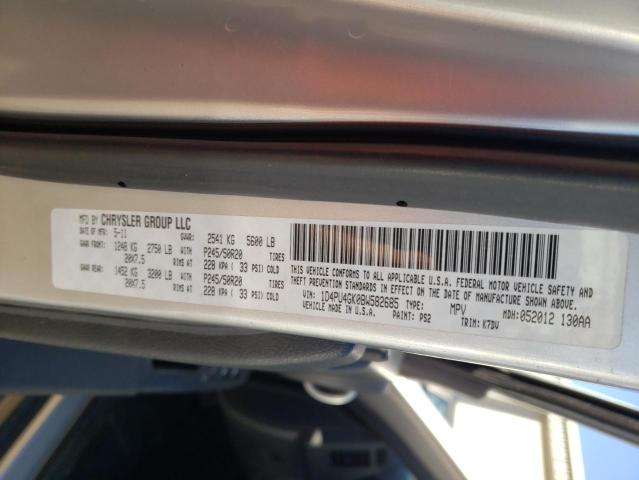 MFD BY CHRYSLER GROUP LLC
DATE OF MFR: 5-11 GVWR: 2541 KG 5600 LB
GAWR FRONT: 1248 KG 2750 LB WITH P245/50R20 TIRES
20X7.5 RIMS AT 228 KPA ( 33 PSI) COLD
GAWR REAR: 1452 KG 3200 LB WITH P245/50R20 TIRES
20X7.5 RIMS AT 228 KPA ( 33 PSI) COLD
THIS VEHICLE CONFORMS TO ALL APPLICABLE U.S.A. FEDERAL MOTOR VEHICLE SAFETY AND
THEFT PREVENTION STANDARDS IN EFFECT ON THE DATE OF MANUFACTURE SHOWN ABOVE.
VIN: 1D4PU4GK0BW582685 TYPE: MPV MDH: 052012 130AA
VEHICLE MADE IN U.S.A. PAINT: PS2 TRIM: K7DV